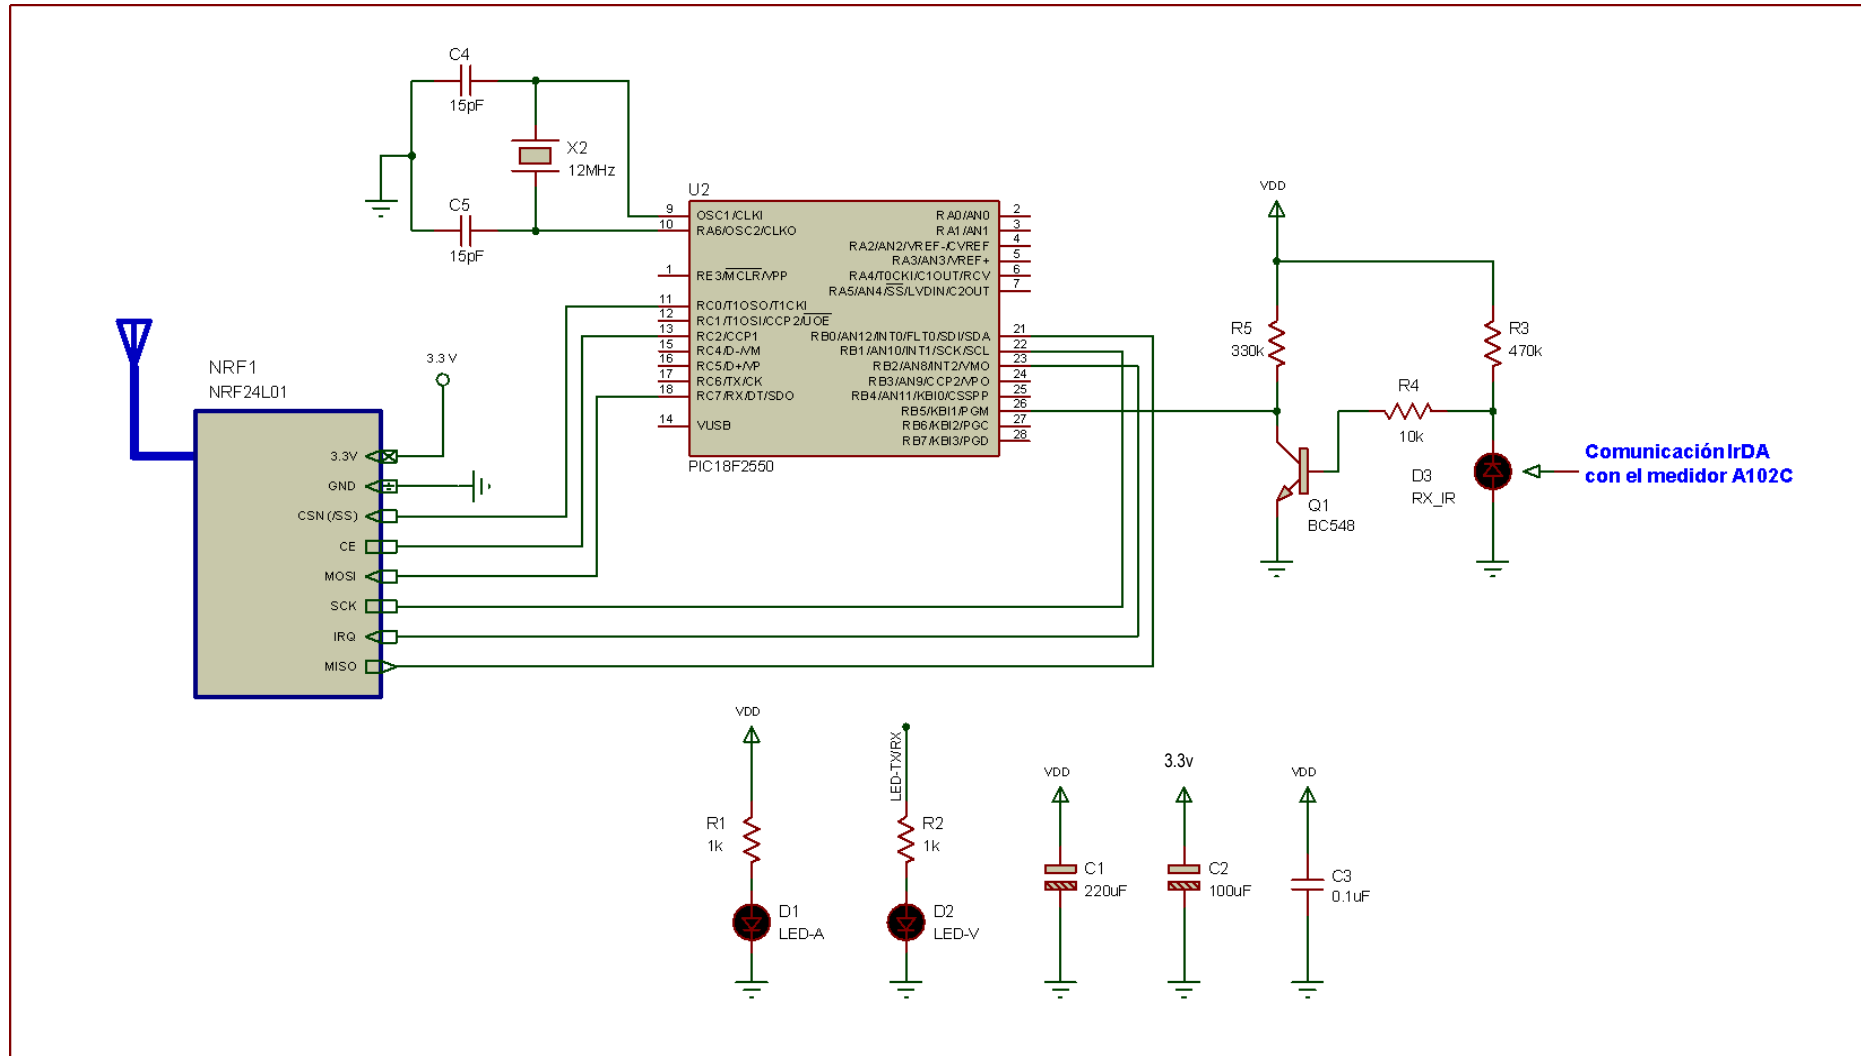 C4
15pF
X2
12MHz
C5
15pF
U2
9 OSC1/CLKI
10 RA6/OSC2/CLKO
1 RE3/MCLR/VPP
11 RC0/T1OSO/T1CKI
12 RC1/T1OSI/CCP2/UOE
13 RC2/CCP1
15 RC4/D-/VM
16 RC5/D+/VP
17 RC6/TX/CK
18 RC7/RX/DT/SDO
14 VUSB
RA0/AN0 2
RA1/AN1 3
RA2/AN2/VREF-/CVREF 4
RA3/AN3/VREF+ 5
RA4/T0CKI/C1OUT/RCV 6
RA5/AN4/SS/LVDIN/C2OUT 7
RB0/AN12/INT0/FLT0/SDI/SDA 21
RB1/AN10/INT1/SCK/SCL 22
RB2/AN8/INT2/VMO 23
RB3/AN9/CCP2/VPO 24
RB4/AN11/KBI0/CSSPP 25
RB5/KBI1/PGM 26
RB6/KBI2/PGC 27
RB7/KBI3/PGD 28
PIC18F2550
NRF1
NRF24L01
3.3 V
3.3V
GND
CSN (/SS)
CE
MOSI
SCK
IRQ
MISO
VDD
R5
330k
R3
470k
R4
10k
Q1
BC548
D3
RX_IR
Comunicación IrDA
con el medidor A102C
VDD
R1
1k
D1
LED-A
LED-TX/RX
R2
1k
D2
LED-V
VDD
C1
220uF
3.3v
C2
100uF
VDD
C3
0.1uF